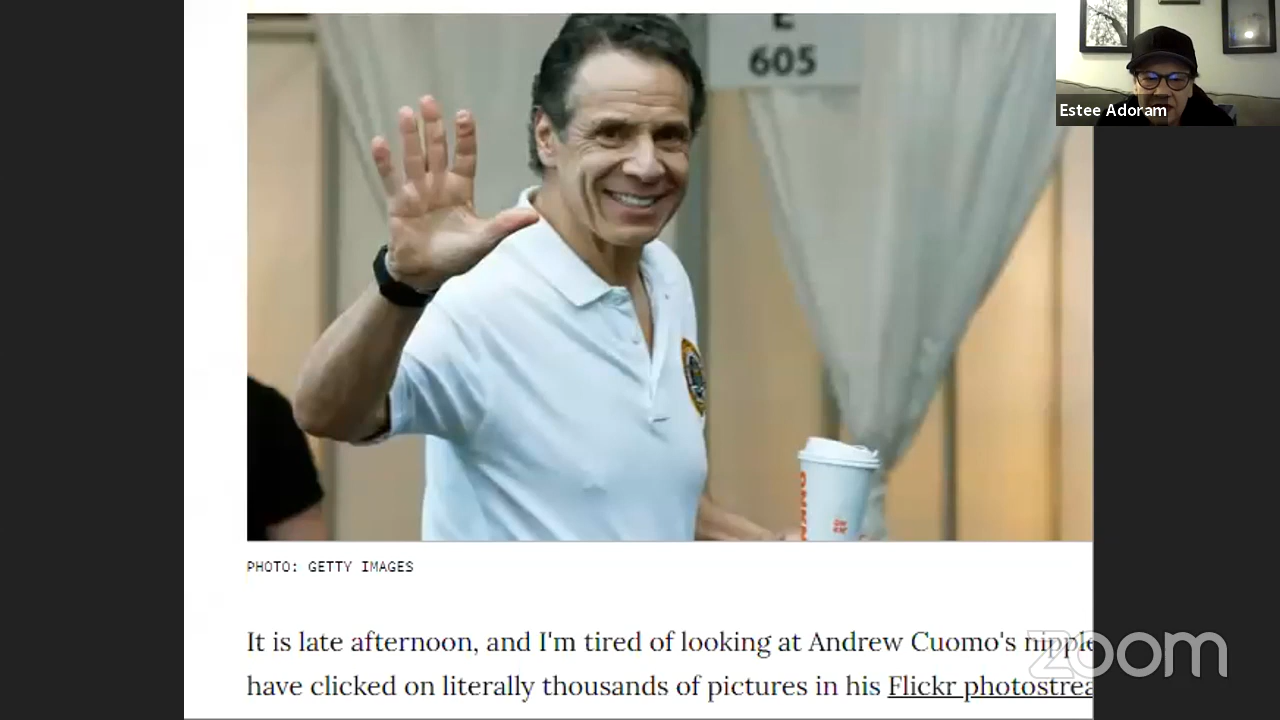 E
605
Estee Adoram
PHOTO: GETTY IMAGES
It is late afternoon, and I'm tired of looking at Andrew Cuomo's
have clicked on literally thousands of pictures in his Flickr
zoom